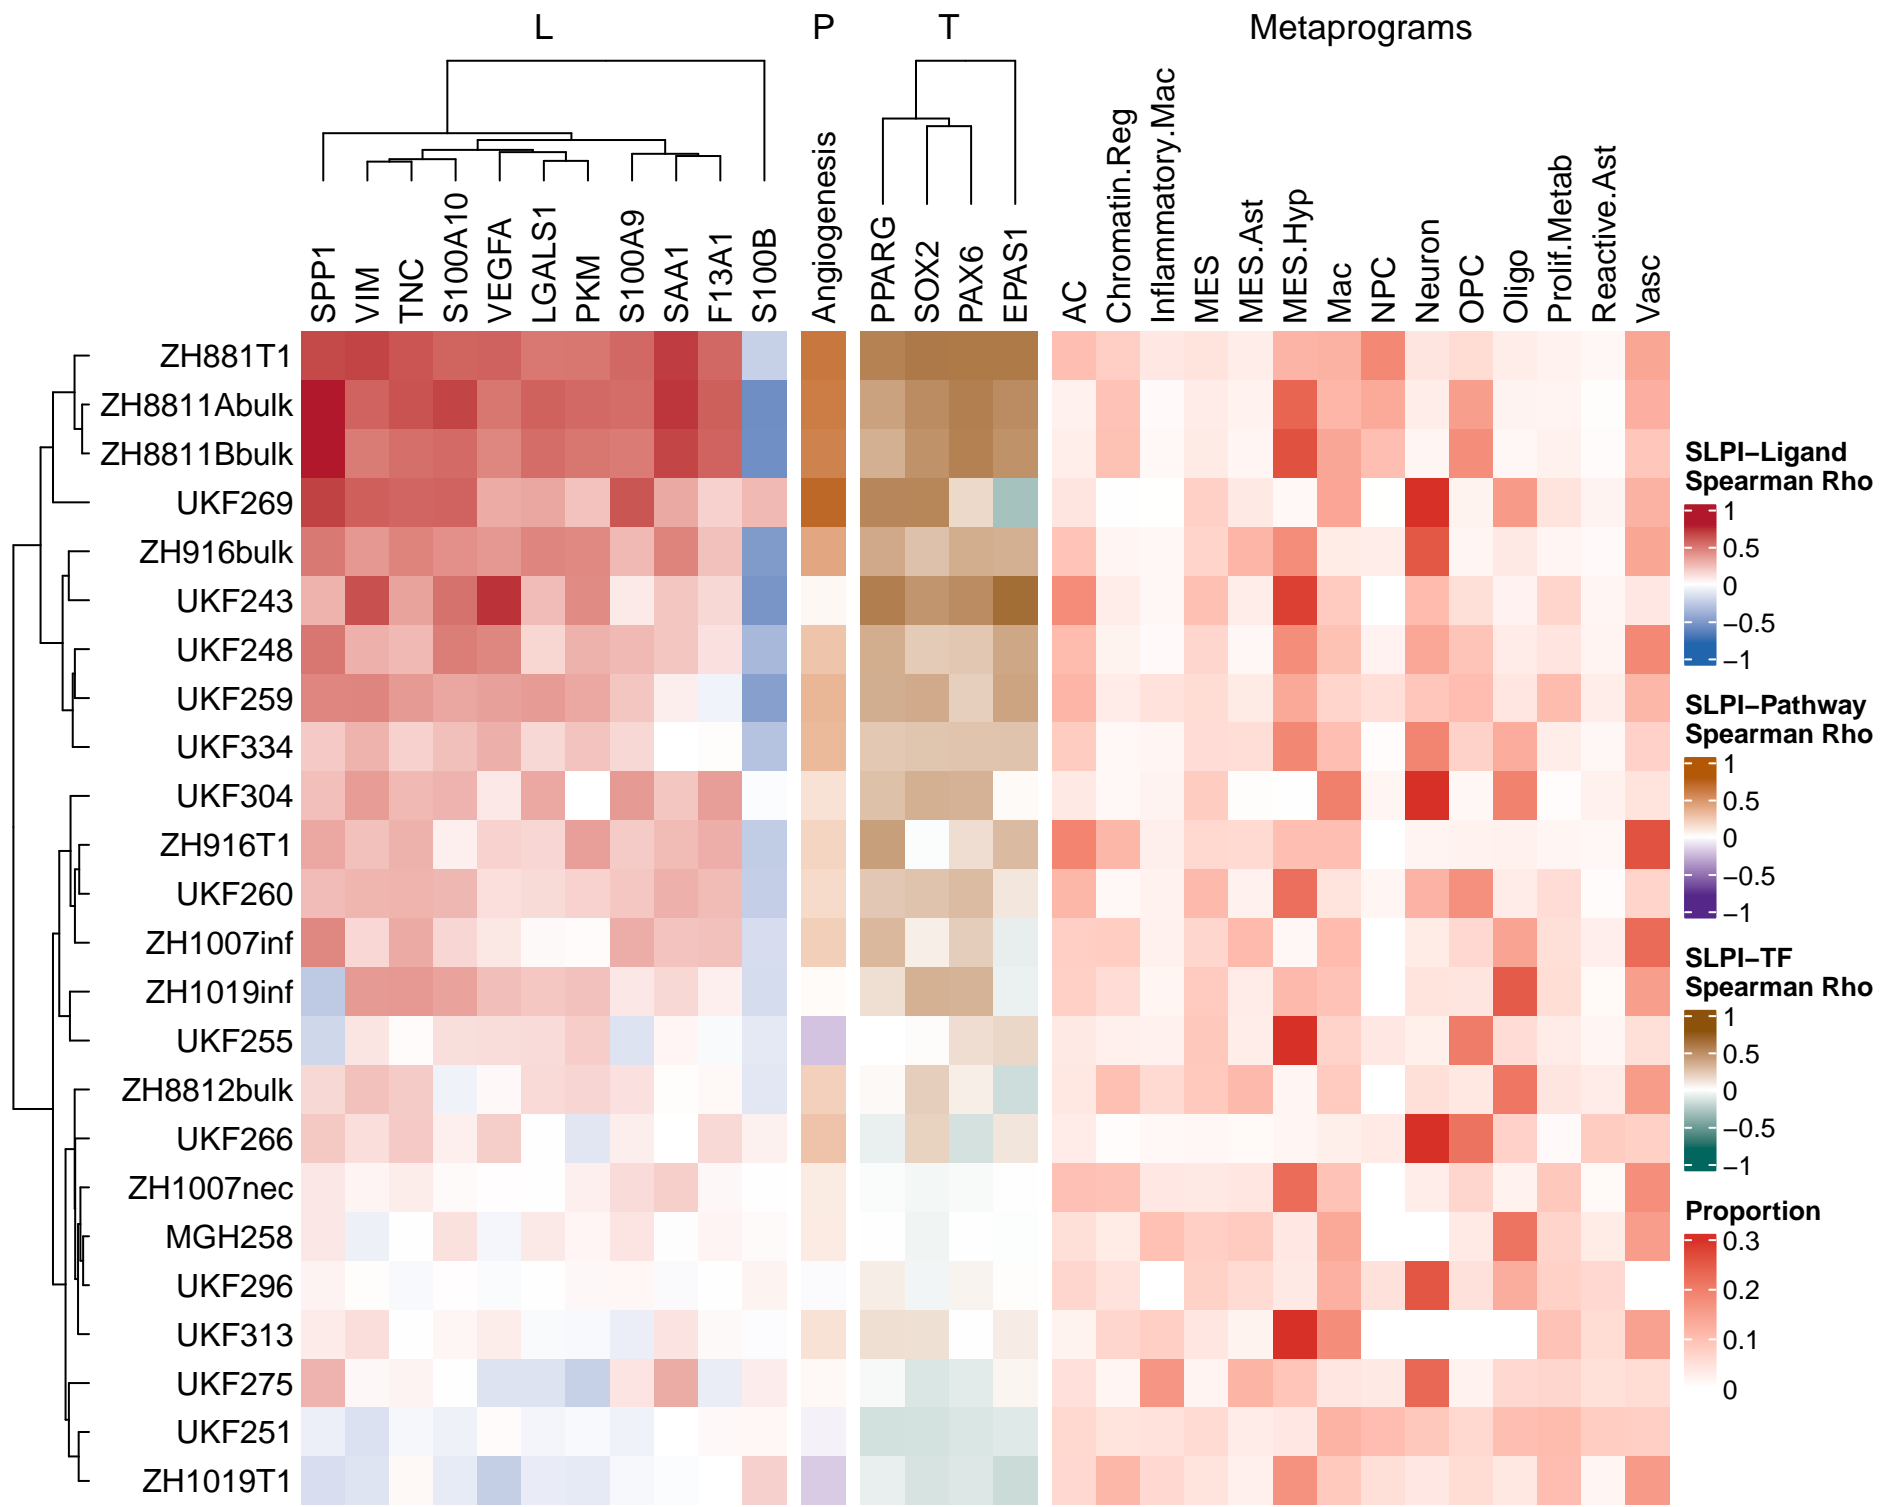 L P T Metaprograms
SPP1
VIM
TNC
S100A10
VEGFA
LGALS1
PKM
S100A9
SAA1
F13A1
S100B
Angiogenesis
PPARG
SOX2
PAX6
EPAS1
AC
Chromatin.Reg
Inflammatory.Mac
MES
MES.Ast
MES.Hyp
Mac
NPC
Neuron
OPC
Oligo
Prolif.Metab
Reactive.Ast
Vasc
ZH881T1
ZH8811Abulk
ZH8811Bbulk
UKF269
ZH916bulk
UKF243
UKF248
UKF259
UKF334
UKF304
ZH916T1
UKF260
ZH1007inf
ZH1019inf
UKF255
ZH8812bulk
UKF266
ZH1007nec
MGH258
UKF296
UKF313
UKF275
UKF251
ZH1019T1
SLPI−Ligand
Spearman Rho
1
0.5
0
−0.5
−1
SLPI−Pathway
Spearman Rho
1
0.5
0
−0.5
−1
SLPI−TF
Spearman Rho
1
0.5
0
−0.5
−1
Proportion
0.3
0.2
0.1
0